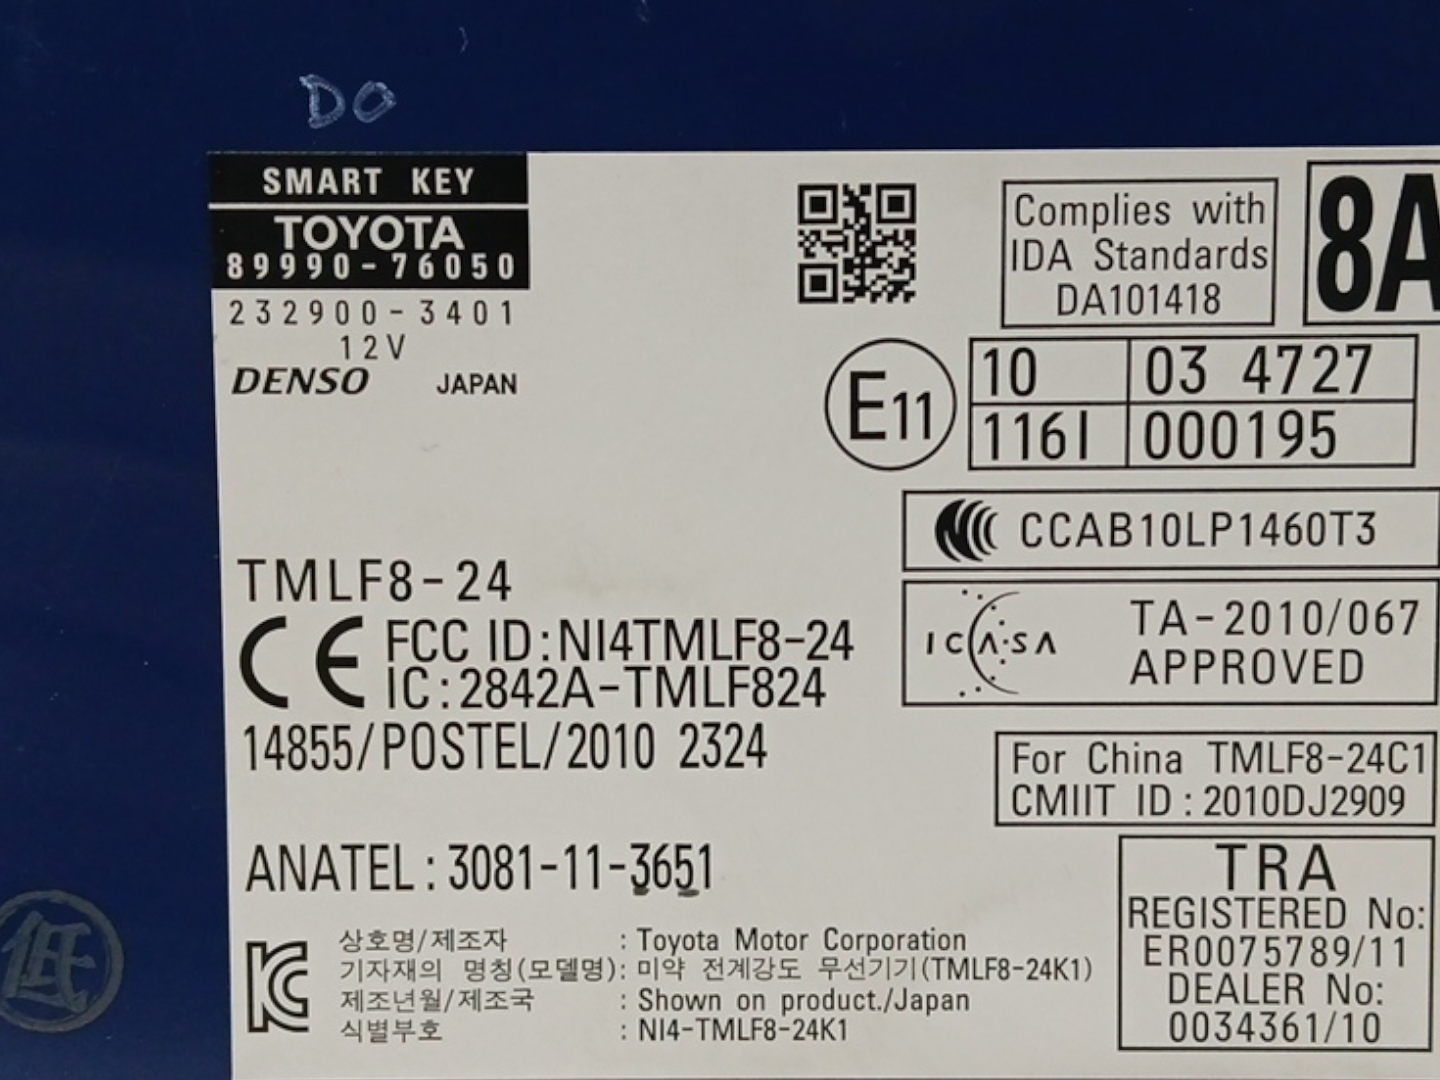 DO
SMART KEY
TOYOTA
89990-76050
232900-3401
12V
DENSO JAPAN
Complies with
IDA Standards
DA101418
8A
E11
10 03 4727
116I 000195
CCAB10LP1460T3
ICASA TA-2010/067
APPROVED
TMLF8-24
CE FCC ID:NI4TMLF8-24
IC:2842A-TMLF824
14855/POSTEL/2010 2324
For China TMLF8-24C1
CMIIT ID:2010DJ2909
ANATEL:3081-11-3651
TRA
REGISTERED No:
ER0075789/11
DEALER No:
0034361/10
상호명/제조자 : Toyota Motor Corporation
기자재의 명칭(모델명): 미약 전계강도 무선기기(TMLF8-24K1)
제조년월/제조국 : Shown on product./Japan
식별부호 : NI4-TMLF8-24K1
低